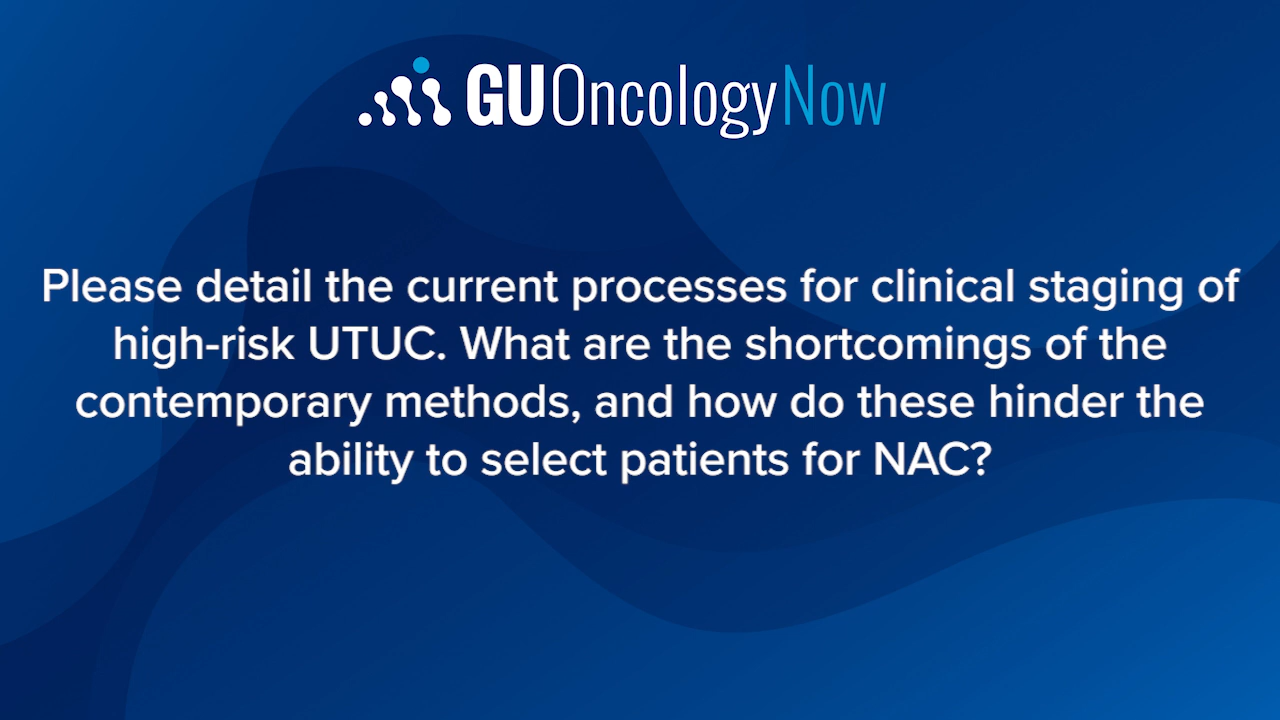 GUOncologyNow
Please detail the current processes for clinical staging of
high-risk UTUC. What are the shortcomings of the
contemporary methods, and how do these hinder the
ability to select patients for NAC?